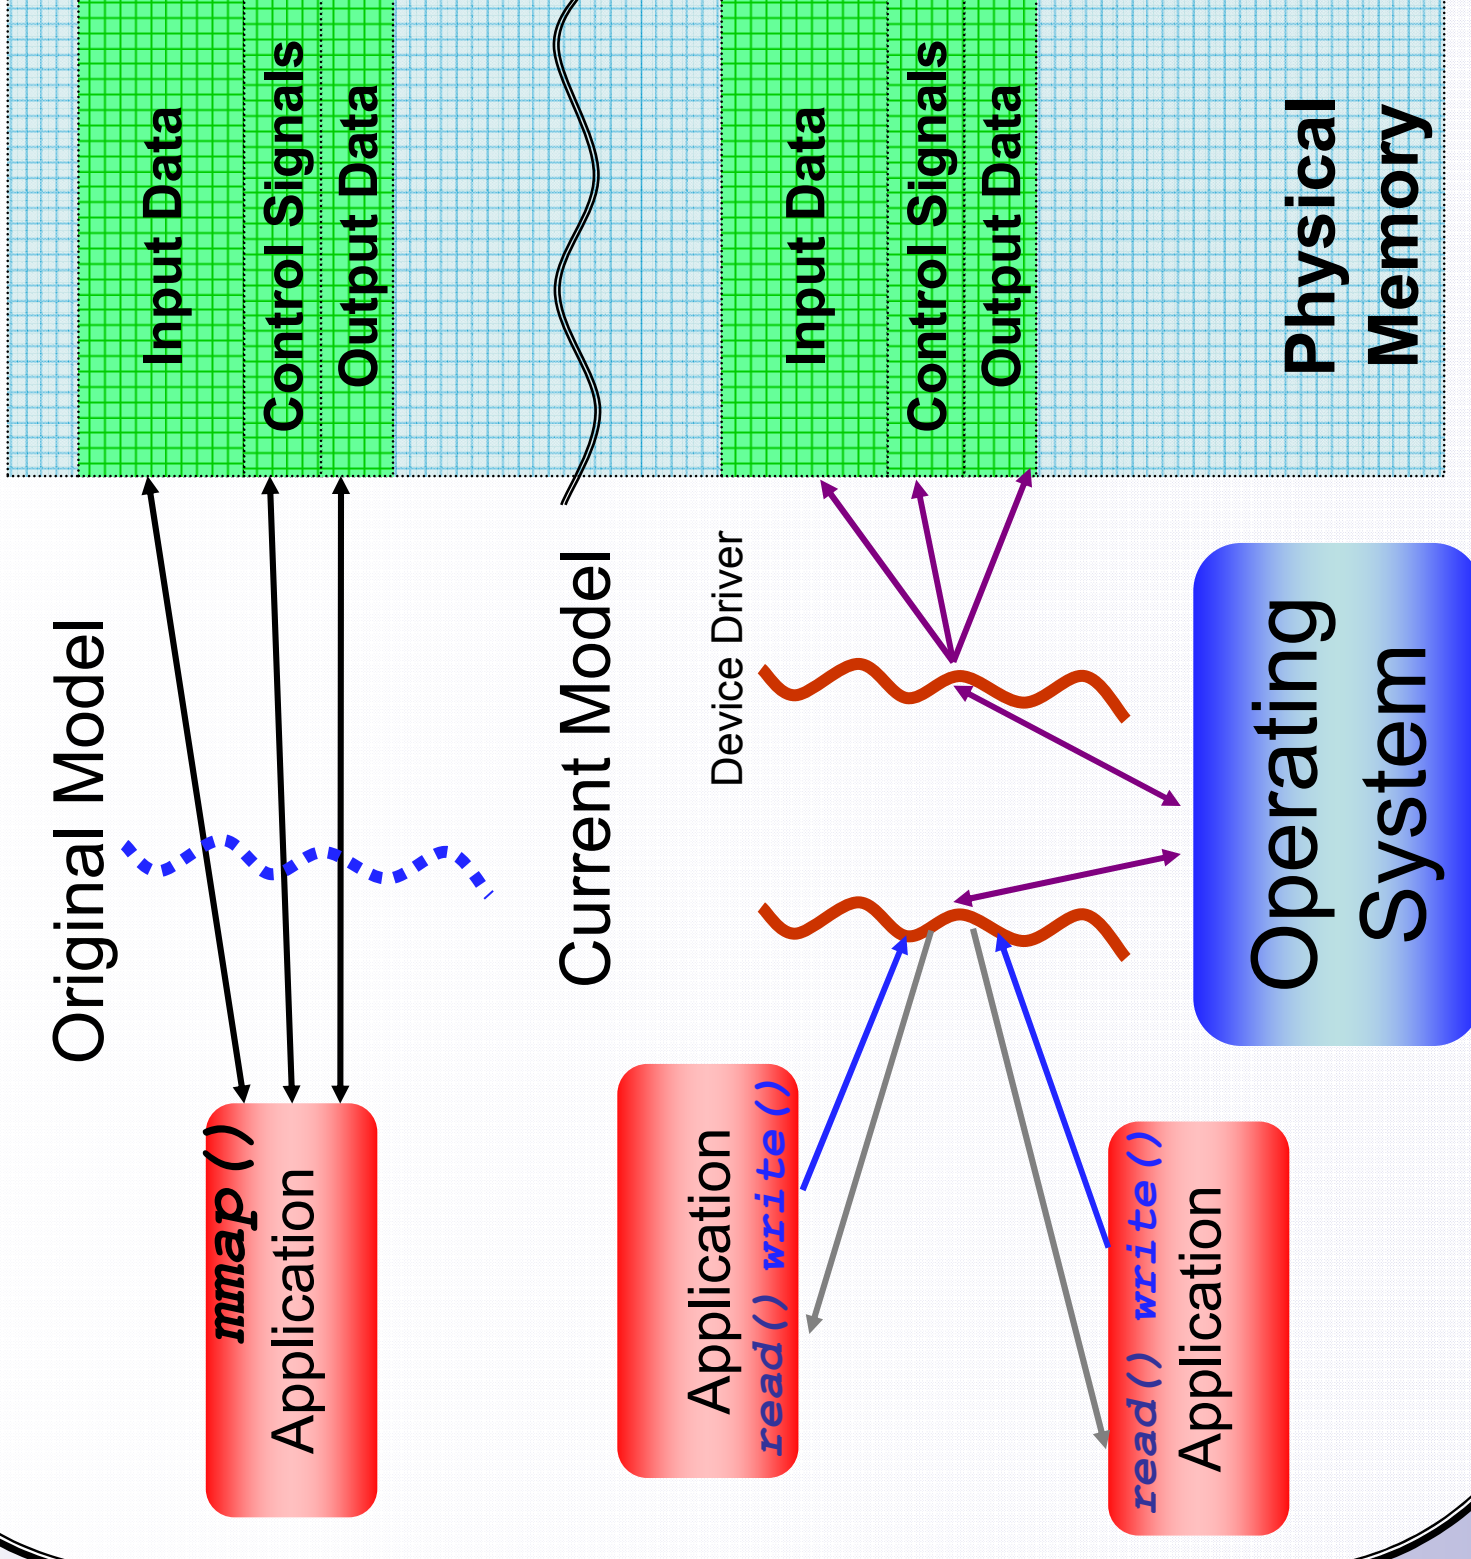 Original Model
mmap()
Application
Input Data
Control Signals
Output Data
Current Model
Device Driver
Application
read() write()
Input Data
Control Signals
Output Data
read() write()
Application
Operating
System
Physical
Memory